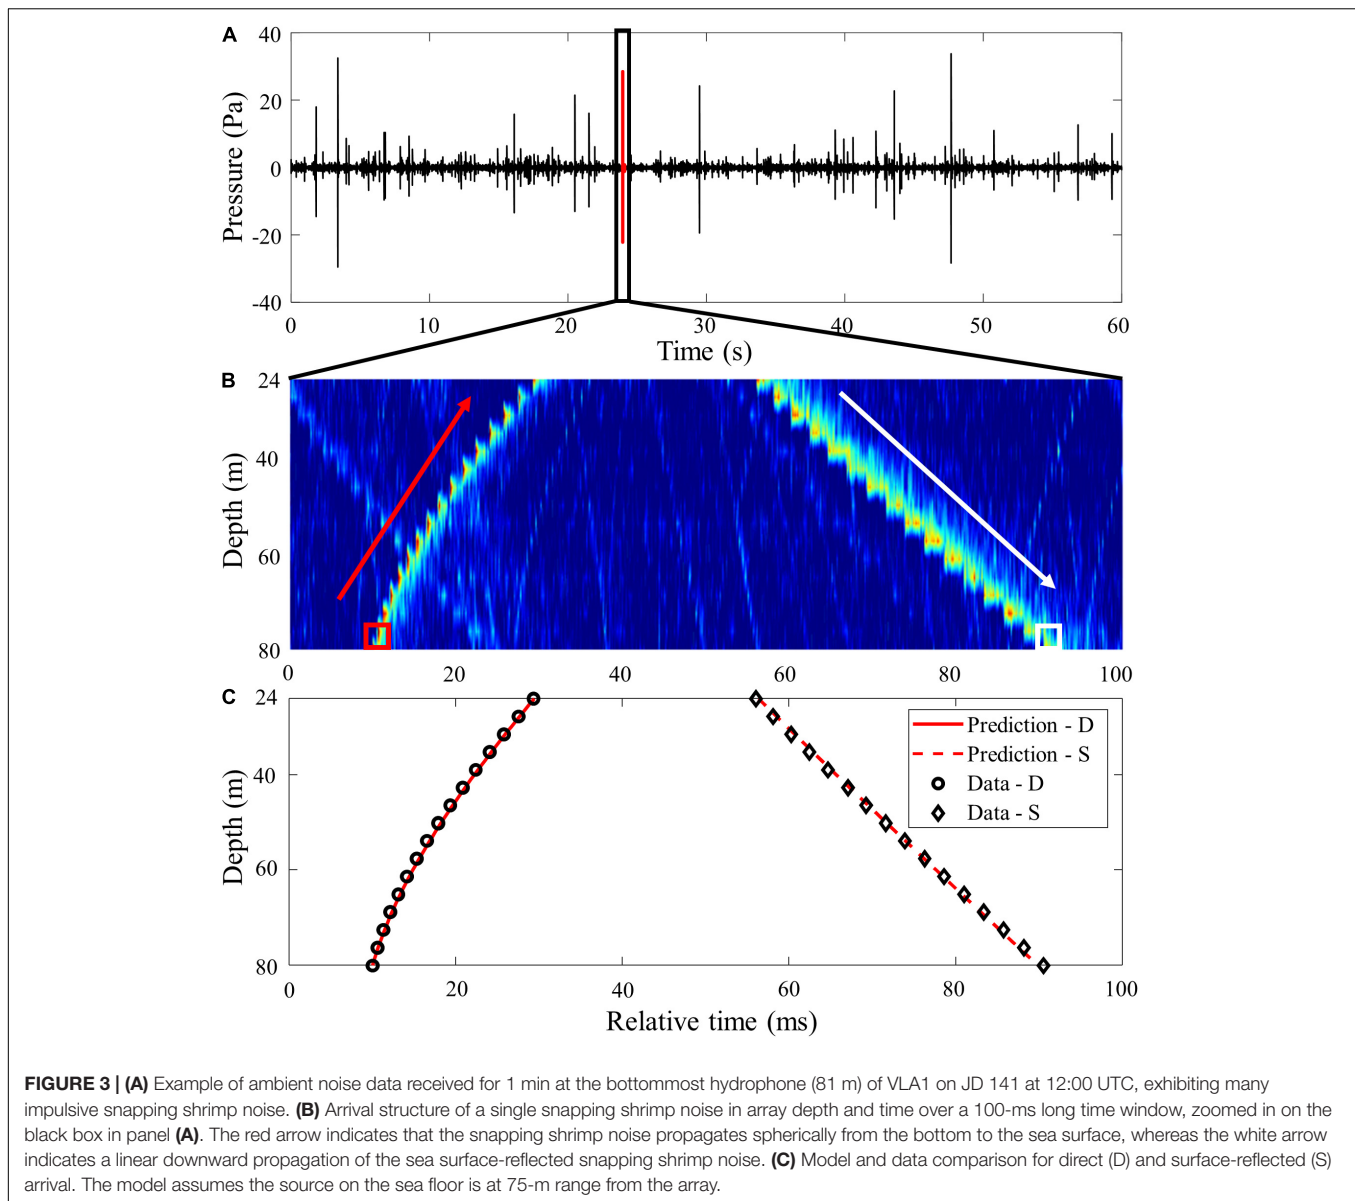 A
40
20
0
-20
-40
Pressure (Pa)
0 10 20 30 40 50 60
Time (s)
B
24
40
60
80
Depth (m)
0 20 40 60 80 100
C
24
40
60
80
Depth (m)
Prediction - D
Prediction - S
Data - D
Data - S
0 20 40 60 80 100
Relative time (ms)
FIGURE 3 | (A) Example of ambient noise data received for 1 min at the bottommost hydrophone (81 m) of VLA1 on JD 141 at 12:00 UTC, exhibiting many
impulsive snapping shrimp noise. (B) Arrival structure of a single snapping shrimp noise in array depth and time over a 100-ms long time window, zoomed in on the
black box in panel (A). The red arrow indicates that the snapping shrimp noise propagates spherically from the bottom to the sea surface, whereas the white arrow
indicates a linear downward propagation of the sea surface-reflected snapping shrimp noise. (C) Model and data comparison for direct (D) and surface-reflected (S)
arrival. The model assumes the source on the sea floor is at 75-m range from the array.